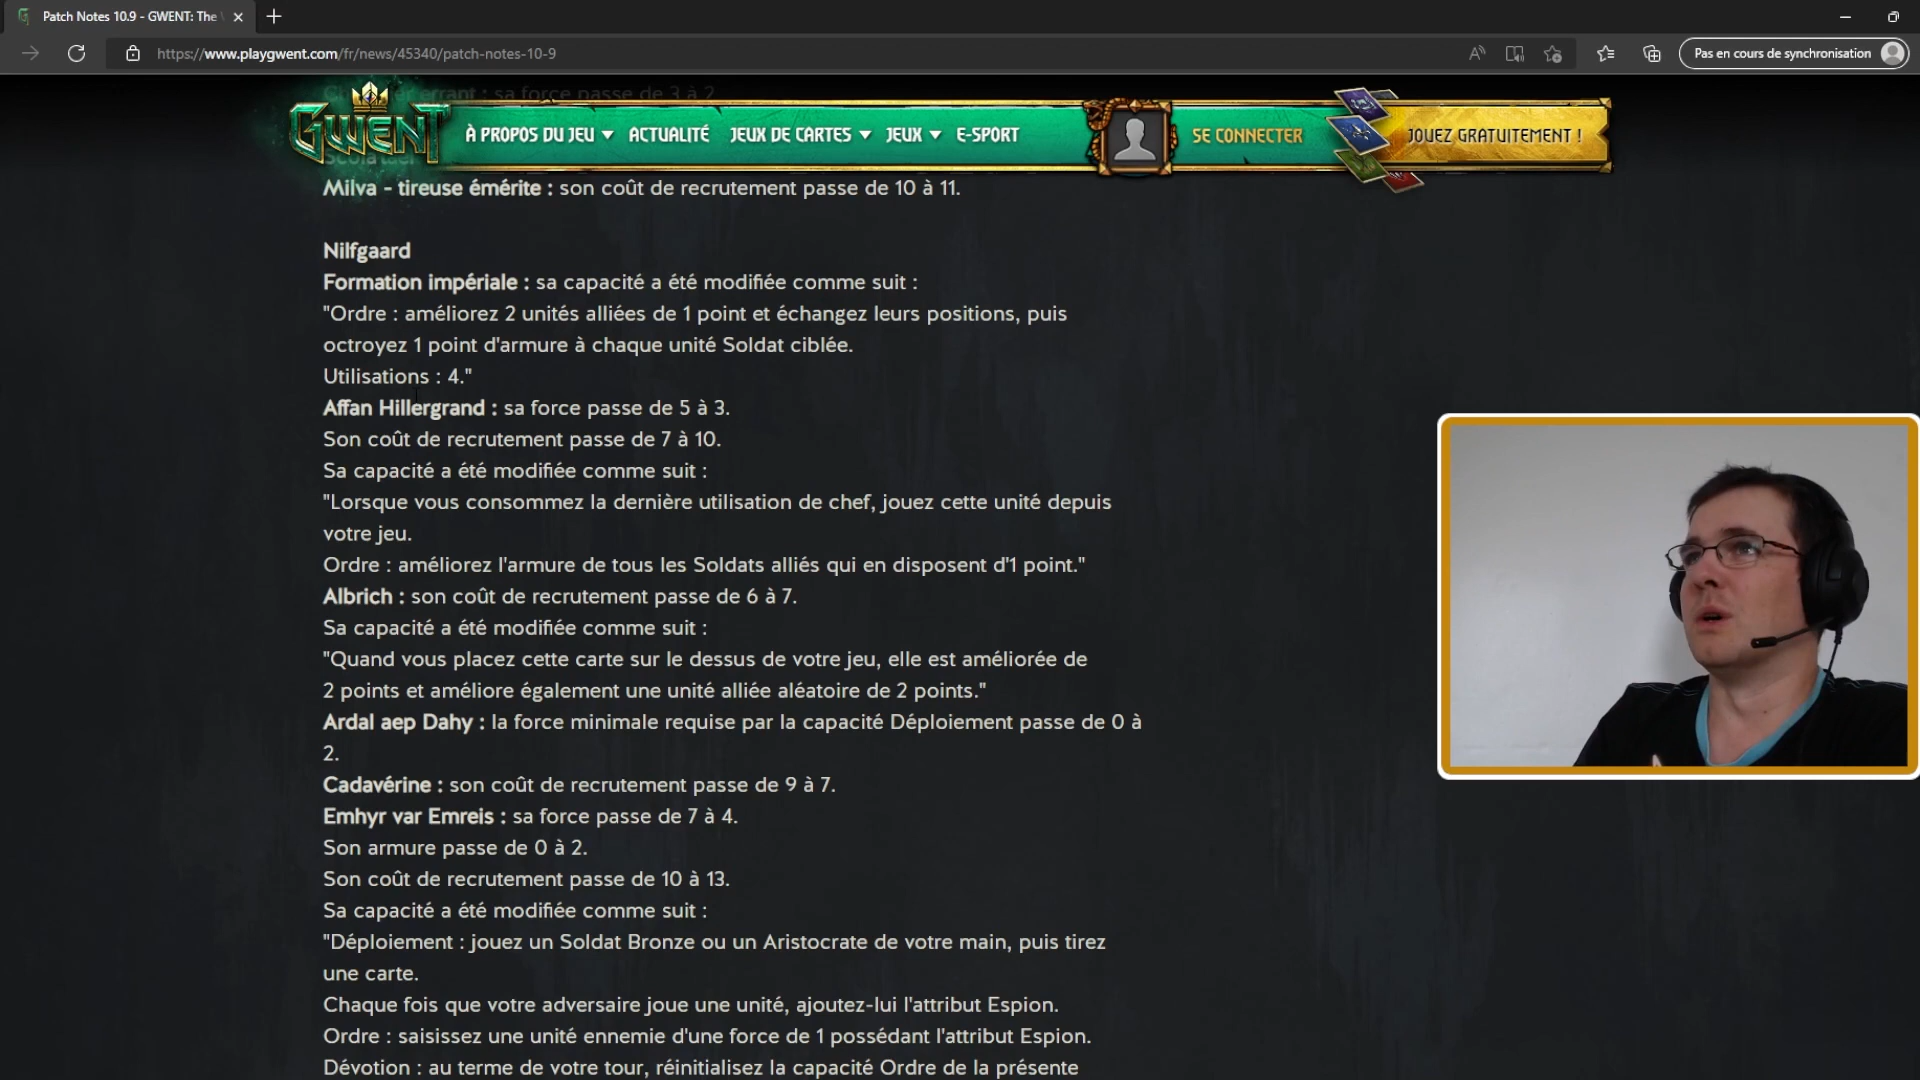 Patch Notes 10.9 - GWENT: The
https://www.playgwent.com/fr/news/45340/patch-notes-10-9
Pas en cours de synchronisation
errant : sa force passe de 3 à 2
GWENT
À PROPOS DU JEU
ACTUALITÉ
JEUX DE CARTES
JEUX
E-SPORT
SE CONNECTER
JOUEZ GRATUITEMENT !
Milva - tireuse émérite : son coût de recrutement passe de 10 à 11.
Nilfgaard
Formation impériale : sa capacité a été modifiée comme suit :
"Ordre : améliorez 2 unités alliées de 1 point et échangez leurs positions, puis
octroyez 1 point d'armure à chaque unité Soldat ciblée.
Utilisations : 4."
Affan Hillergrand : sa force passe de 5 à 3.
Son coût de recrutement passe de 7 à 10.
Sa capacité a été modifiée comme suit :
"Lorsque vous consommez la dernière utilisation de chef, jouez cette unité depuis
votre jeu.
Ordre : améliorez l'armure de tous les Soldats alliés qui en disposent d'1 point."
Albrich : son coût de recrutement passe de 6 à 7.
Sa capacité a été modifiée comme suit :
"Quand vous placez cette carte sur le dessus de votre jeu, elle est améliorée de
2 points et améliore également une unité alliée aléatoire de 2 points."
Ardal aep Dahy : la force minimale requise par la capacité Déploiement passe de 0 à
2.
Cadavérine : son coût de recrutement passe de 9 à 7.
Emhyr var Emreis : sa force passe de 7 à 4.
Son armure passe de 0 à 2.
Son coût de recrutement passe de 10 à 13.
Sa capacité a été modifiée comme suit :
"Déploiement : jouez un Soldat Bronze ou un Aristocrate de votre main, puis tirez
une carte.
Chaque fois que votre adversaire joue une unité, ajoutez-lui l'attribut Espion.
Ordre : saisissez une unité ennemie d'une force de 1 possédant l'attribut Espion.
Dévotion : au terme de votre tour, réinitialisez la capacité Ordre de la présente